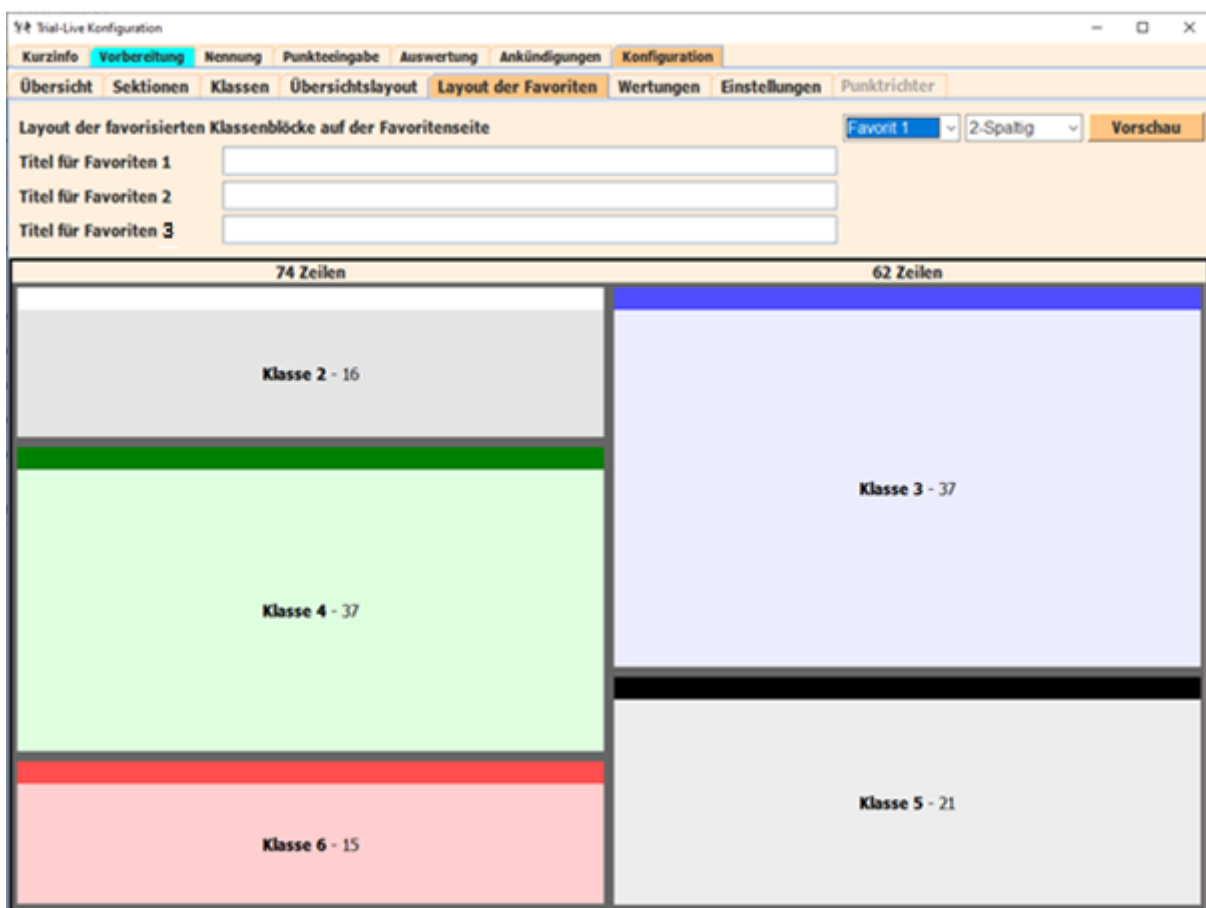 Trial-Live Konfiguration
Kurzinfo Vorbereitung Nennung Punkteeingabe Auswertung Ankündigungen Konfiguration
Übersicht Sektionen Klassen Übersichtslayout Layout der Favoriten Wertungen Einstellungen Punktrichter
Layout der favorisierten Klassenblöcke auf der Favoritenseite Favorit 1 2-Spaltig Vorschau
Titel für Favoriten 1
Titel für Favoriten 2
Titel für Favoriten 3
74 Zeilen 62 Zeilen
Klasse 2 - 16
Klasse 3 - 37
Klasse 4 - 37
Klasse 5 - 21
Klasse 6 - 15